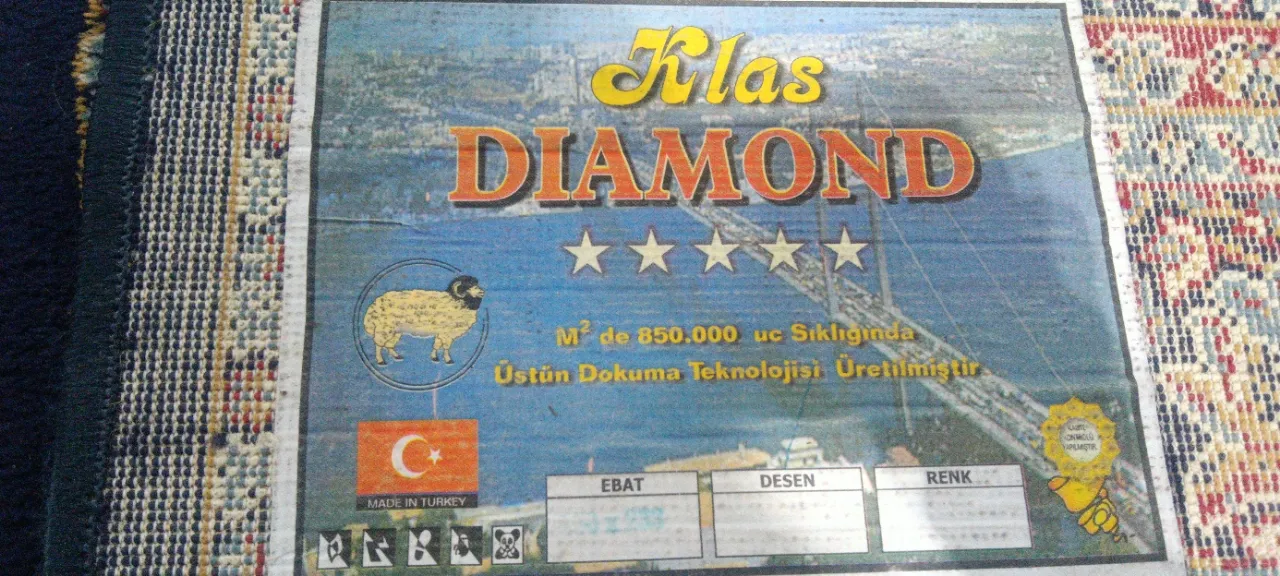 Klas
DIAMOND
M² de 850.000 uc Sıklığında
Üstün Dokuma Teknolojisi Üretilmiştir
MADE IN TURKEY
EBAT
DESEN
RENK